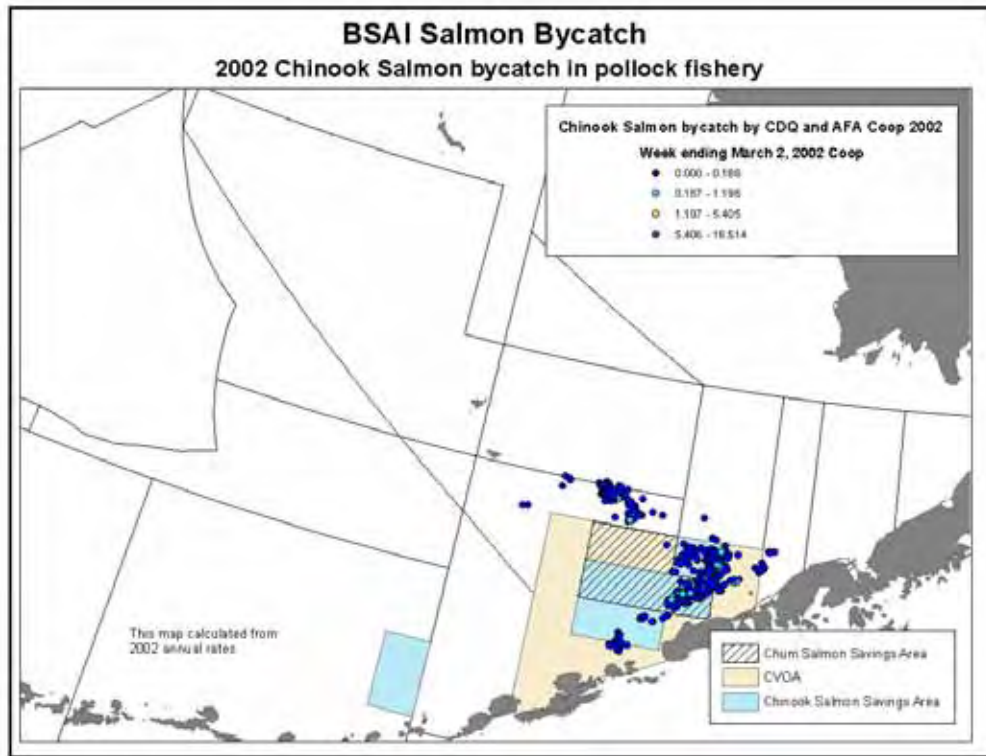 BSAI Salmon Bycatch
2002 Chinook Salmon bycatch in pollock fishery
Chinook Salmon bycatch by CDQ and AFA Coop 2002
Week ending March 2, 2002 Coop
0.000 - 0.186
0.187 - 1.196
1.197 - 5.405
5.406 - 16.514
This map calculated from
2002 annual rates
Chum Salmon Savings Area
CVOA
Chinook Salmon Savings Area